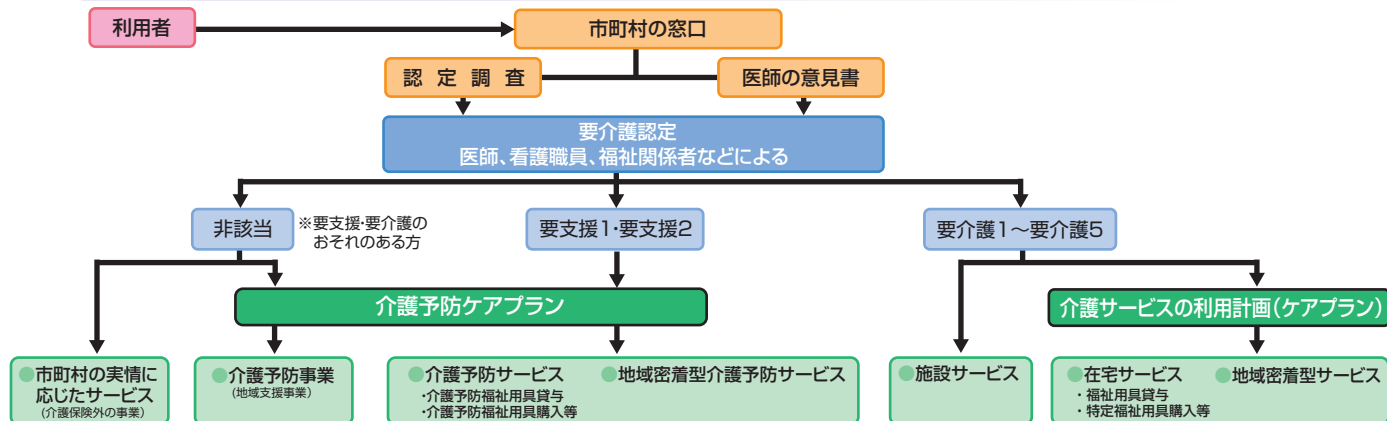 利用者
市町村の窓口
認定調査
医師の意見書
要介護認定
医師、看護職員、福祉関係者などによる
非該当
※要支援・要介護の
おそれのある方
要支援1・要支援2
要介護1～要介護5
介護予防ケアプラン
介護サービスの利用計画(ケアプラン)
●市町村の実情に
応じたサービス
(介護保険外の事業)
●介護予防事業
(地域支援事業)
●介護予防サービス
・介護予防福祉用具貸与
・介護予防福祉用具購入等
●地域密着型介護予防サービス
●施設サービス
●在宅サービス
・福祉用具貸与
・特定福祉用具購入等
●地域密着型サービス